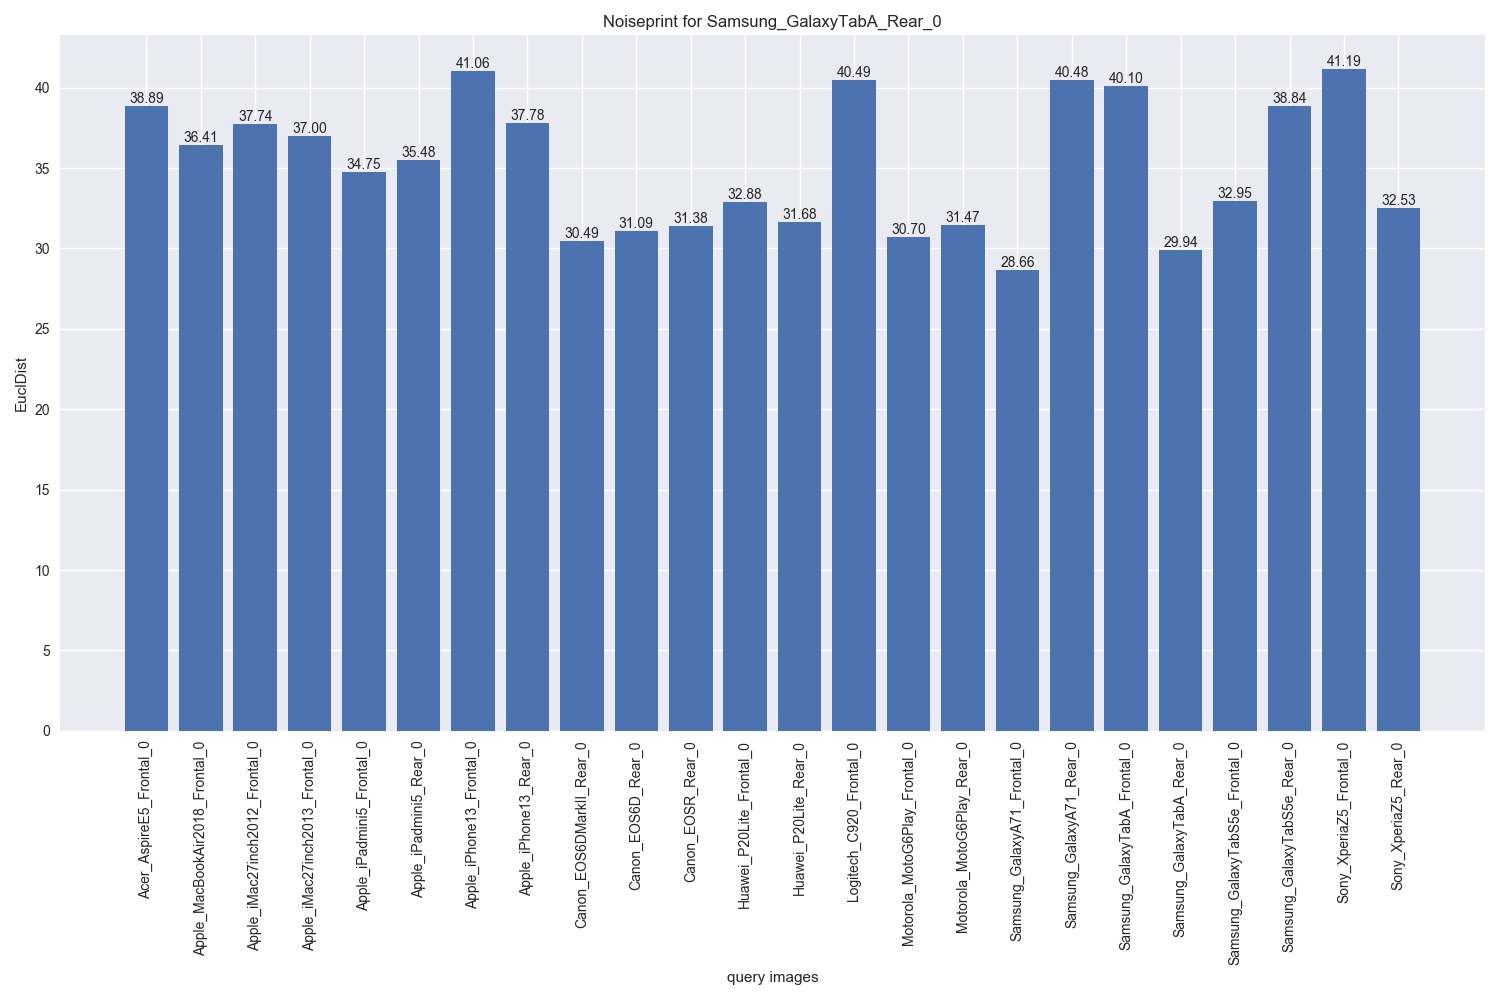 Noiseprint for Samsung_GalaxyTabA_Rear_0
EuclDist
40
35
30
25
20
15
10
5
0
38.89
36.41
37.74
37.00
34.75
35.48
41.06
37.78
30.49
31.09
31.38
32.88
31.68
40.49
30.70
31.47
28.66
40.48
40.10
29.94
32.95
38.84
41.19
32.53
Acer_AspireE5_Frontal_0
Apple_MacBookAir2018_Frontal_0
Apple_iMac27inch2012_Frontal_0
Apple_iMac27inch2013_Frontal_0
Apple_iPadmini5_Frontal_0
Apple_iPadmini5_Rear_0
Apple_iPhone13_Frontal_0
Apple_iPhone13_Rear_0
Canon_EOS6DMarkII_Rear_0
Canon_EOS6D_Rear_0
Canon_EOSR_Rear_0
Huawei_P20Lite_Frontal_0
Huawei_P20Lite_Rear_0
Logitech_C920_Frontal_0
Motorola_MotoG6Play_Frontal_0
Motorola_MotoG6Play_Rear_0
Samsung_GalaxyA71_Frontal_0
Samsung_GalaxyA71_Rear_0
Samsung_GalaxyTabA_Frontal_0
Samsung_GalaxyTabA_Rear_0
Samsung_GalaxyTabS5e_Frontal_0
Samsung_GalaxyTabS5e_Rear_0
Sony_XperiaZ5_Frontal_0
Sony_XperiaZ5_Rear_0
query images